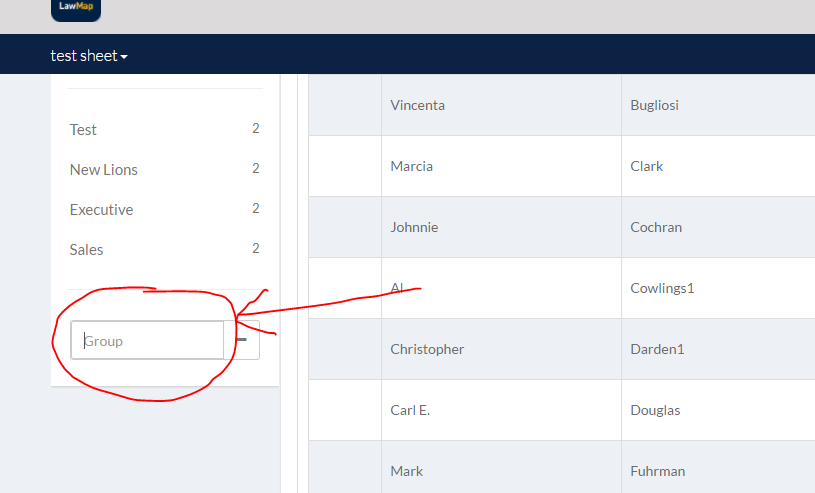 LawMap
test sheet
Test 2
New Lions 2
Executive 2
Sales 2
Group
Vincenta Bugliosi
Marcia Clark
Johnnie Cochran
Al Cowlings1
Christopher Darden1
Carl E. Douglas
Mark Fuhrman